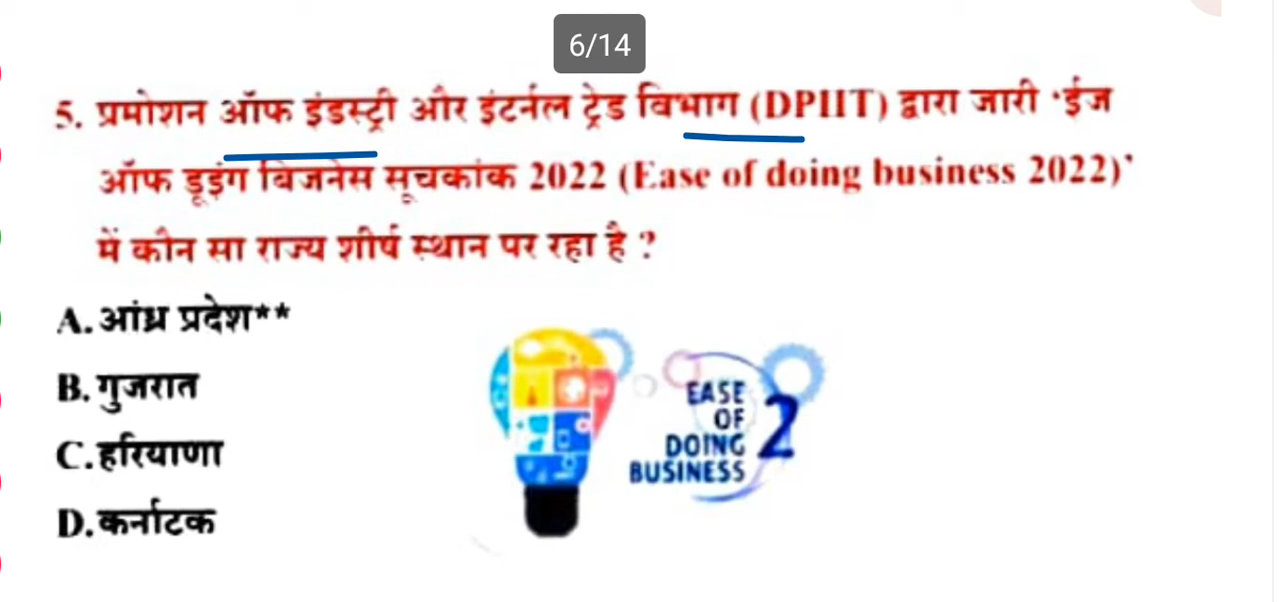 6/14
5. प्रमोशन ऑफ इंडस्ट्री और इंटर्नल ट्रेड विभाग (DPIIT) द्वारा जारी 'ईज
ऑफ डूइंग बिजनेस सूचकांक 2022 (Ease of doing business 2022)'
में कौन सा राज्य शीर्ष स्थान पर रहा है ?
A. आंध्र प्रदेश**
B. गुजरात
C. हरियाणा
D. कर्नाटक
EASE
OF
DOING
BUSINESS
2